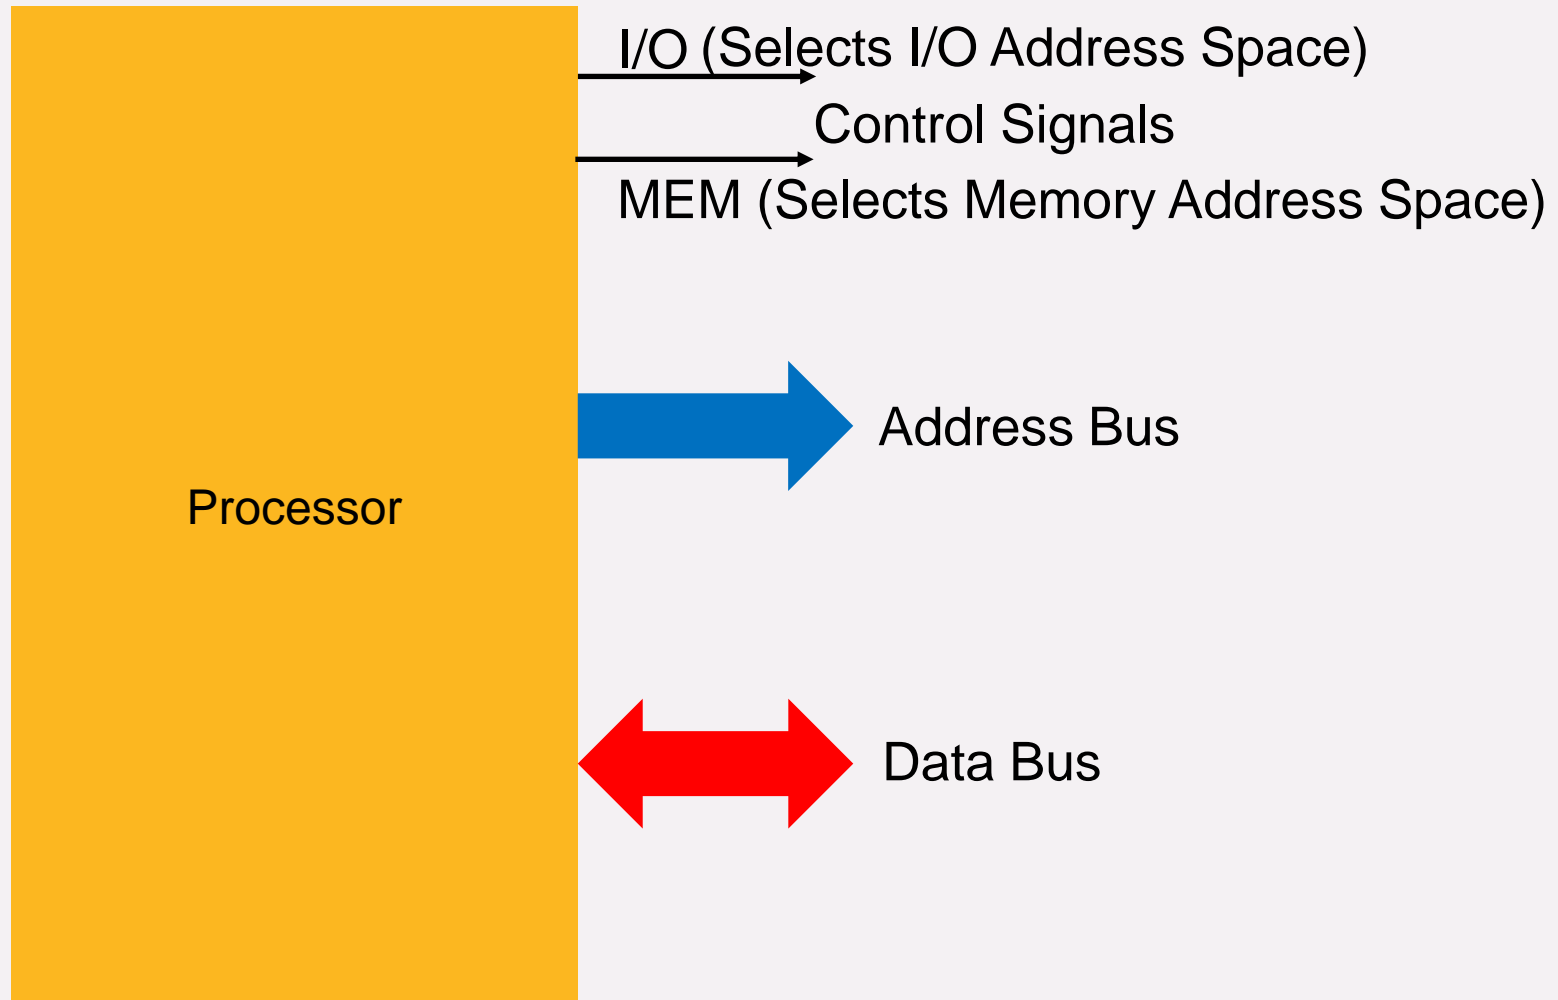 I/O (Selects I/O Address Space)
Control Signals
MEM (Selects Memory Address Space)
Address Bus
Processor
Data Bus